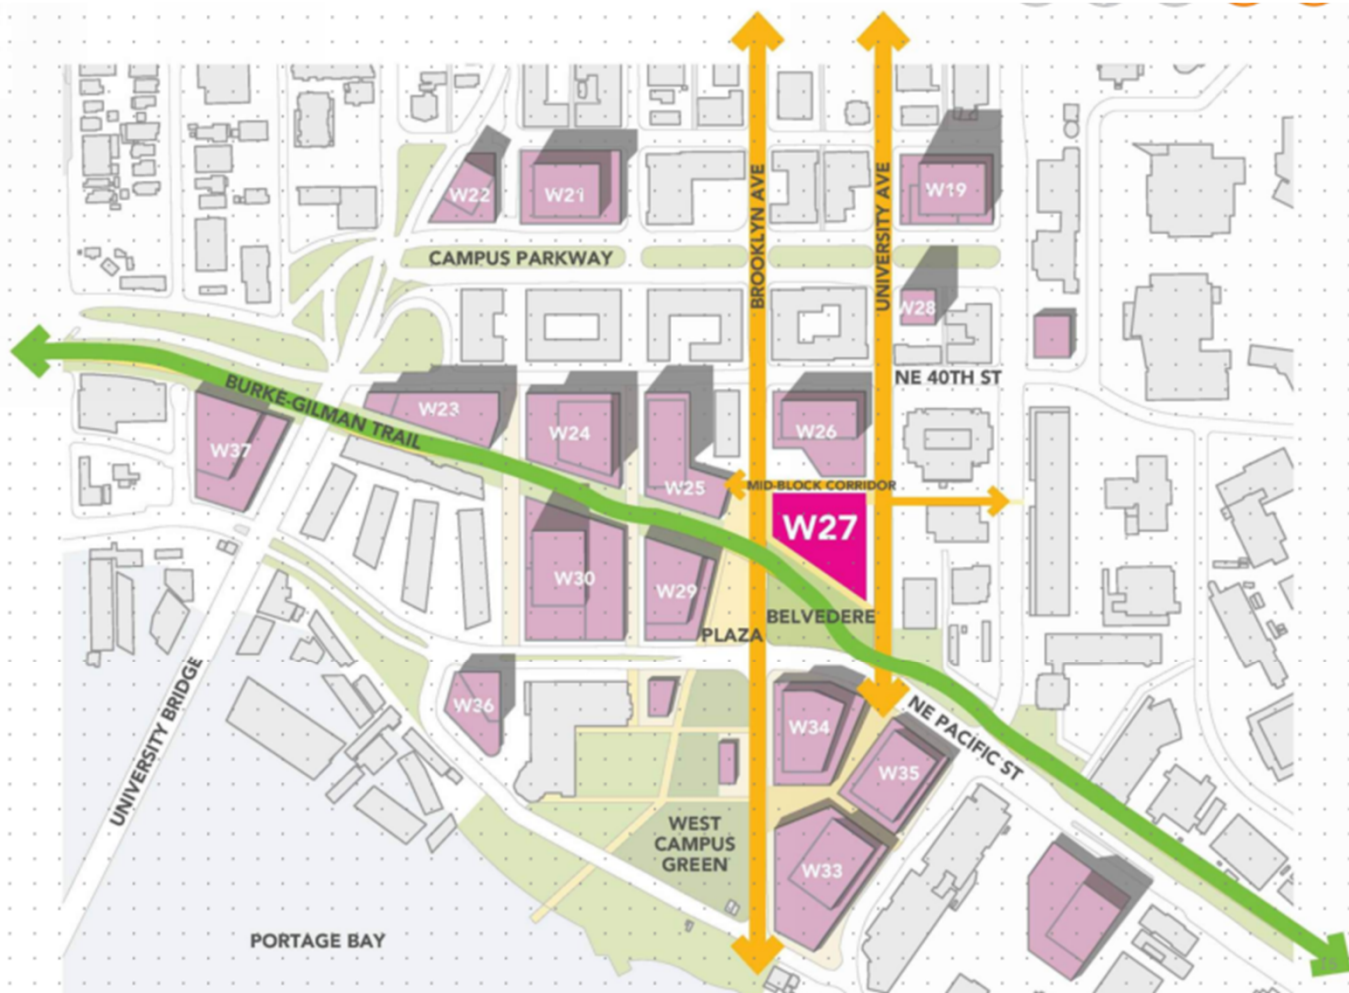 W22
W21
W19
BROOKLYN AVE
UNIVERSITY AVE
CAMPUS PARKWAY
W28
NE 40TH ST
BURKE-GILMAN TRAIL
W23
W24
W26
W37
W25
MID-BLOCK CORRIDOR
W27
W30
W29
BELVEDERE
PLAZA
W36
UNIVERSITY BRIDGE
W34
NE PACIFIC ST
W35
WEST
CAMPUS
GREEN
W33
PORTAGE BAY